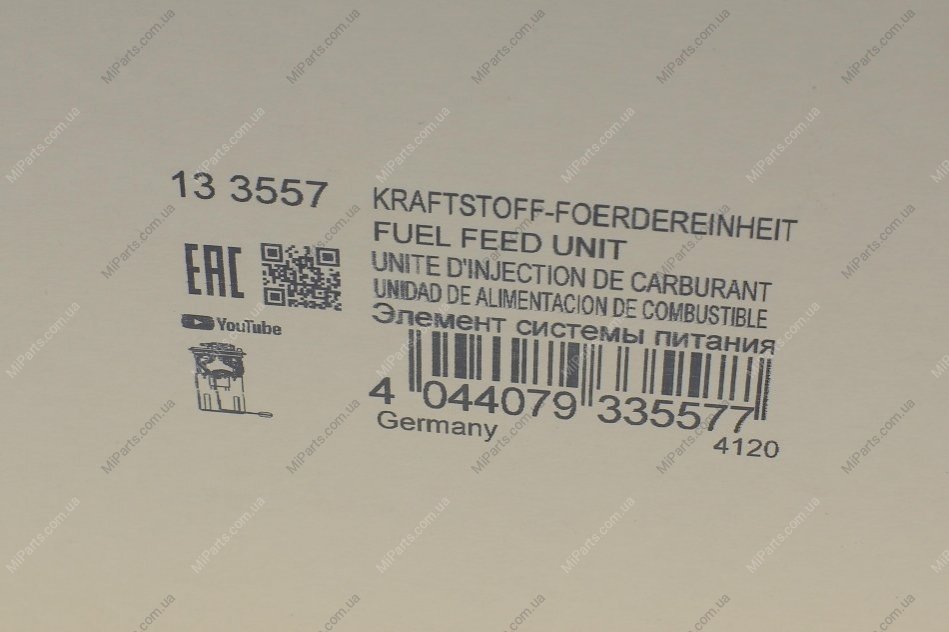 13 3557
KRAFTSTOFF-FOERDEREINHEIT
FUEL FEED UNIT
UNITE D'INJECTION DE CARBURANT
UNIDAD DE ALIMENTACION DE COMBUSTIBLE
Элемент системы питания
EAC
YouTube
4 044079 335577
Germany
4120
MiParts.com.ua